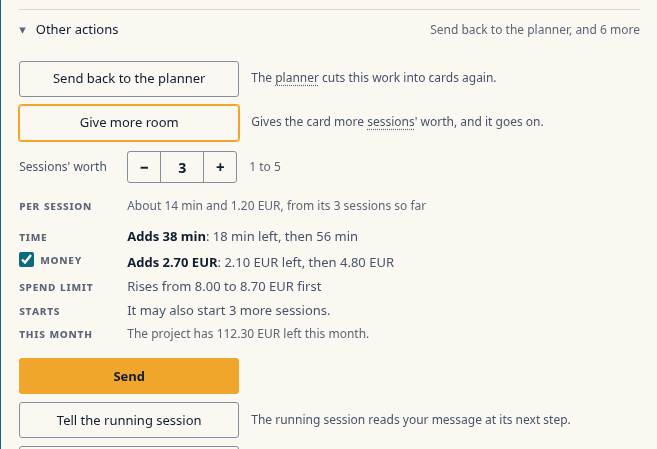 ▾ Other actions Send back to the planner, and 6 more
Send back to the planner The planner cuts this work into cards again.
Give more room Gives the card more sessions' worth, and it goes on.
Sessions' worth − 3 + 1 to 5
PER SESSION About 14 min and 1.20 EUR, from its 3 sessions so far
TIME Adds 38 min: 18 min left, then 56 min
MONEY Adds 2.70 EUR: 2.10 EUR left, then 4.80 EUR
SPEND LIMIT Rises from 8.00 to 8.70 EUR first
STARTS It may also start 3 more sessions.
THIS MONTH The project has 112.30 EUR left this month.
Send
Tell the running session The running session reads your message at its next step.